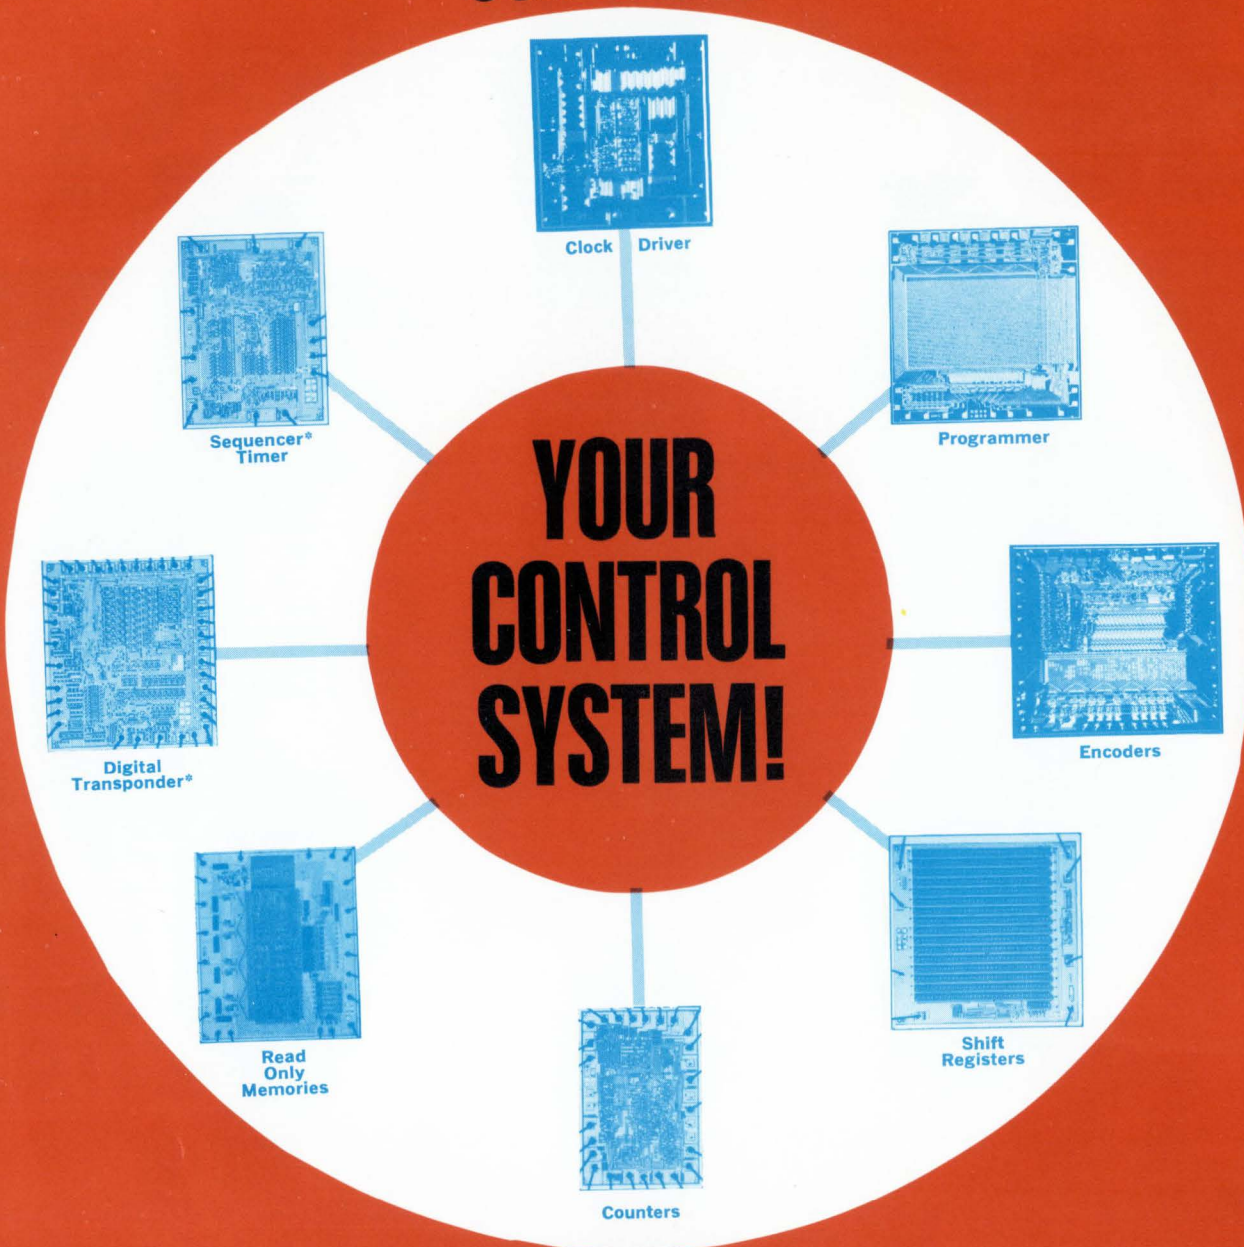 Clock Driver
Sequencer*
Timer
Programmer
YOUR
CONTROL
SYSTEM!
Digital
Transponder*
Encoders
Read
Only
Memories
Shift
Registers
Counters